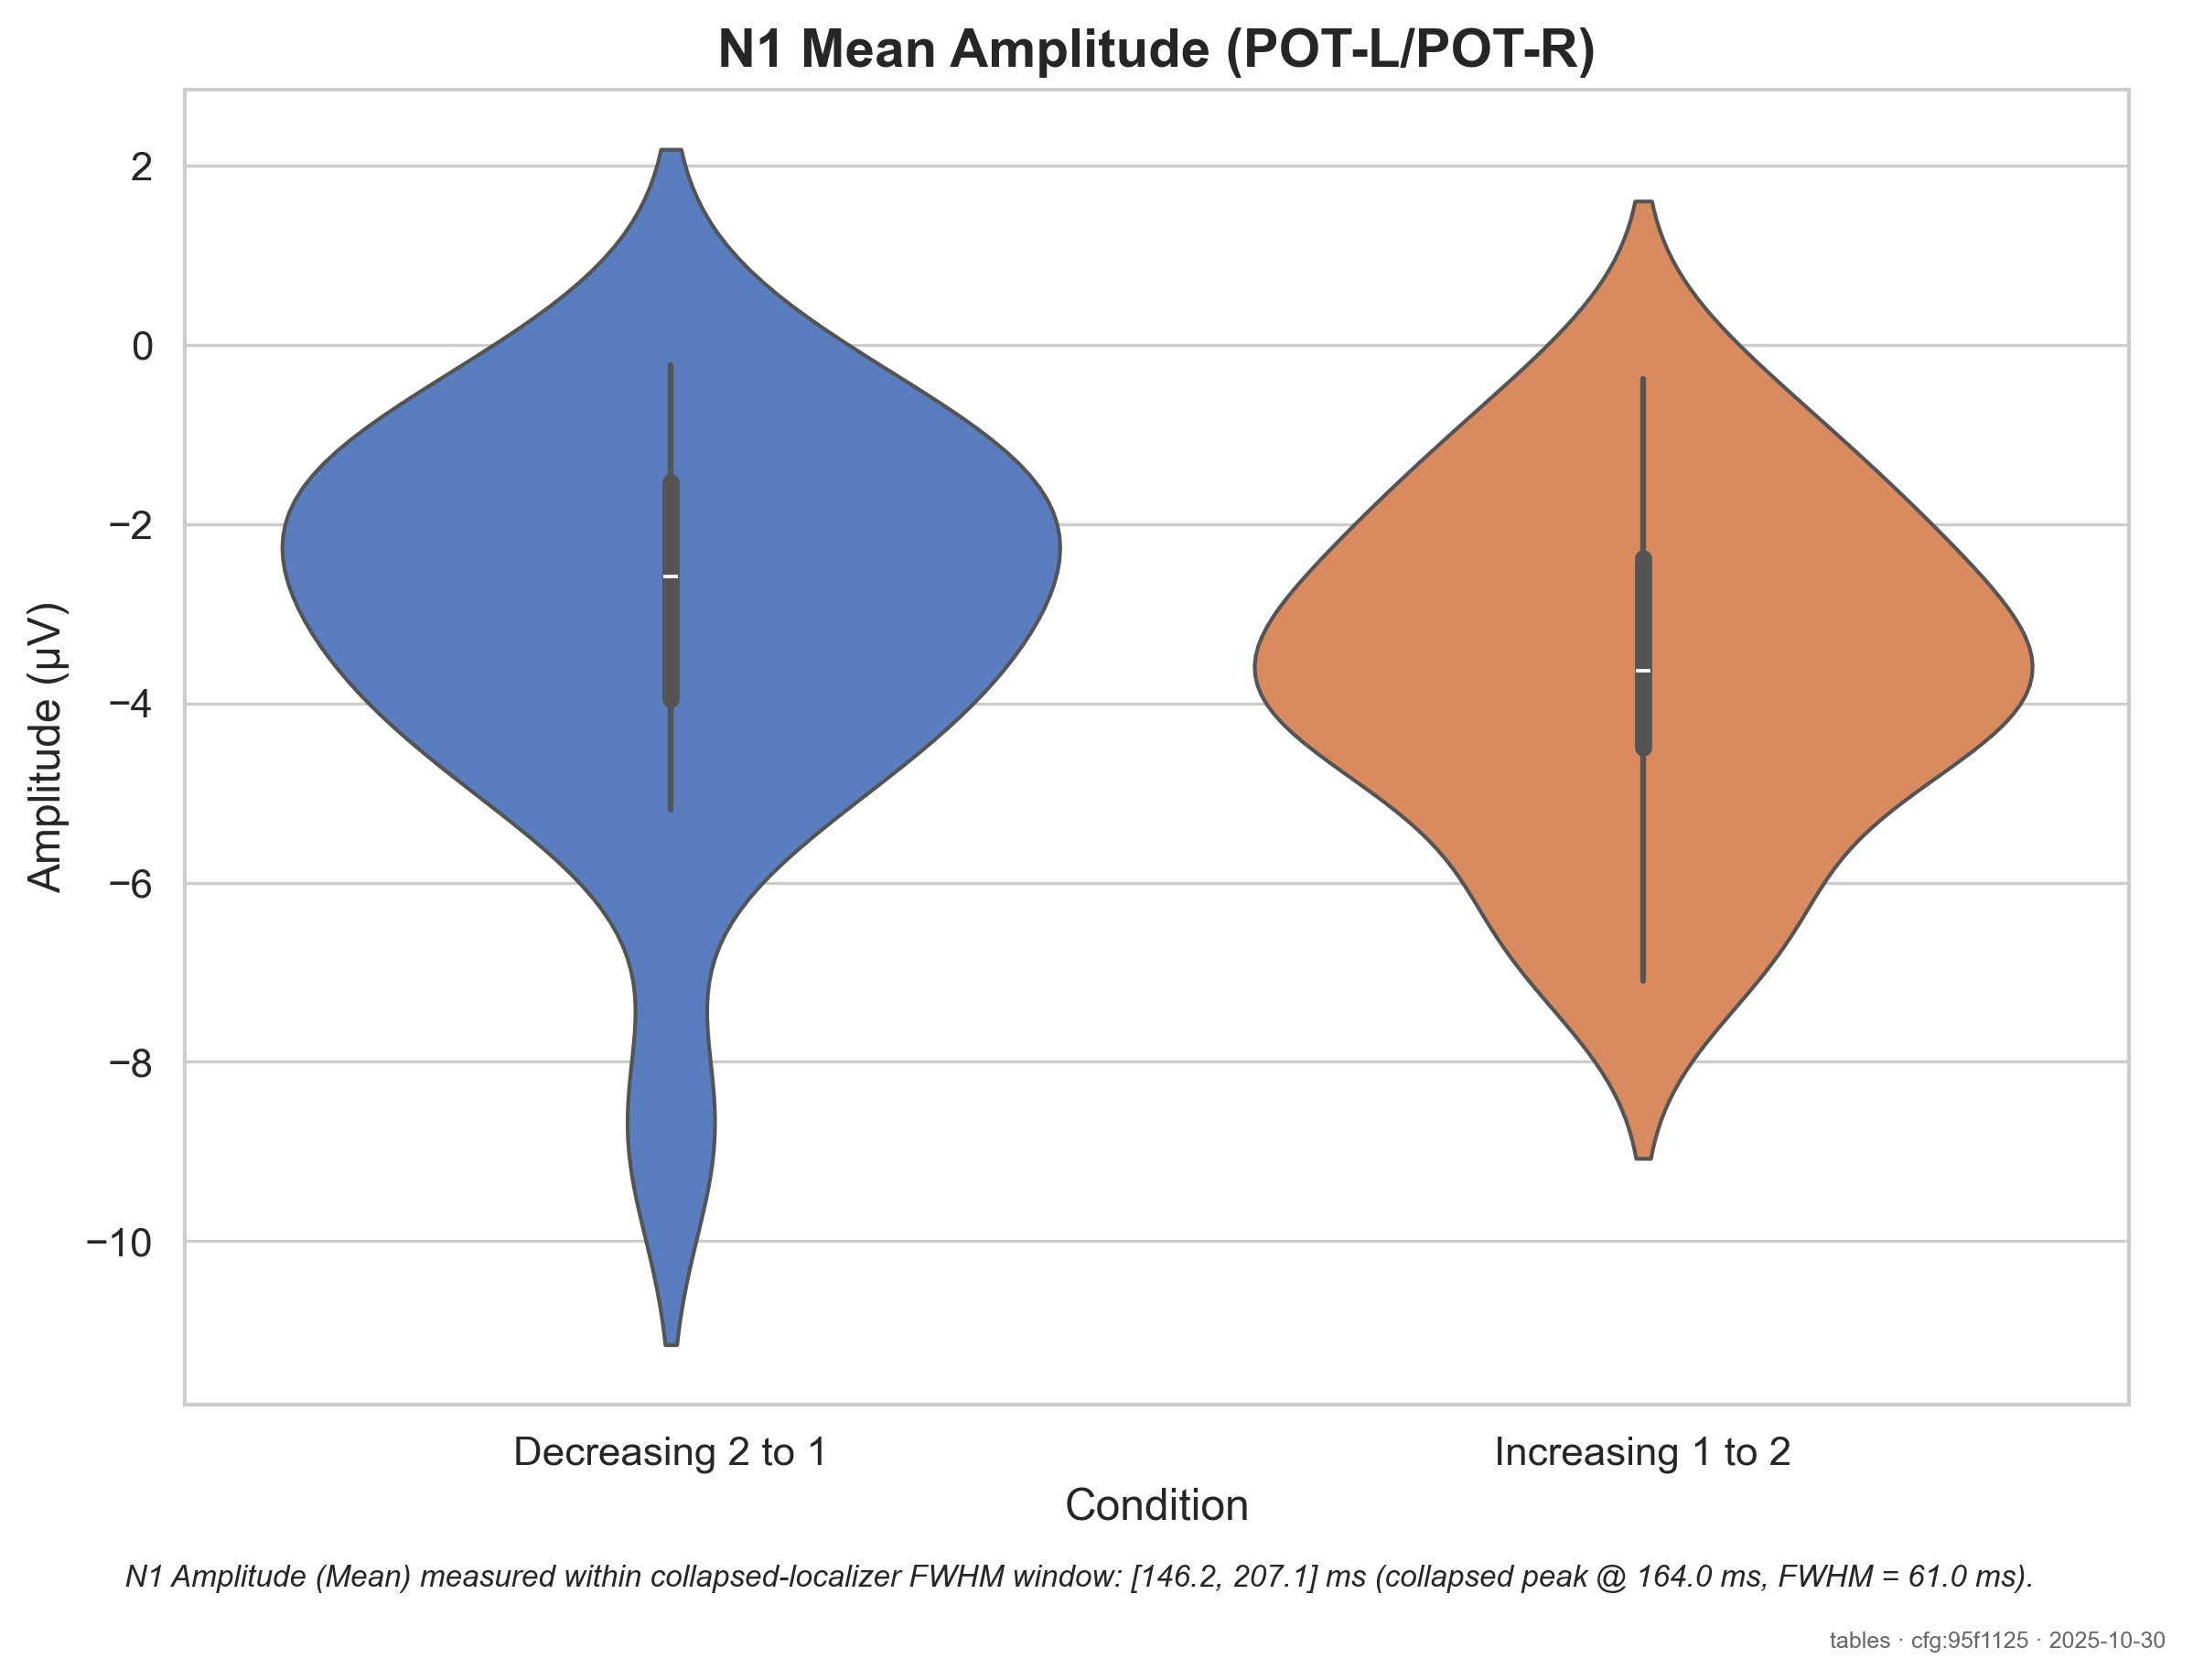 N1 Mean Amplitude (POT-L/POT-R)
Amplitude (µV)
2
0
−2
−4
−6
−8
−10
Decreasing 2 to 1
Increasing 1 to 2
Condition
N1 Amplitude (Mean) measured within collapsed-localizer FWHM window: [146.2, 207.1] ms (collapsed peak @ 164.0 ms, FWHM = 61.0 ms).
tables · cfg:95f1125 · 2025-10-30